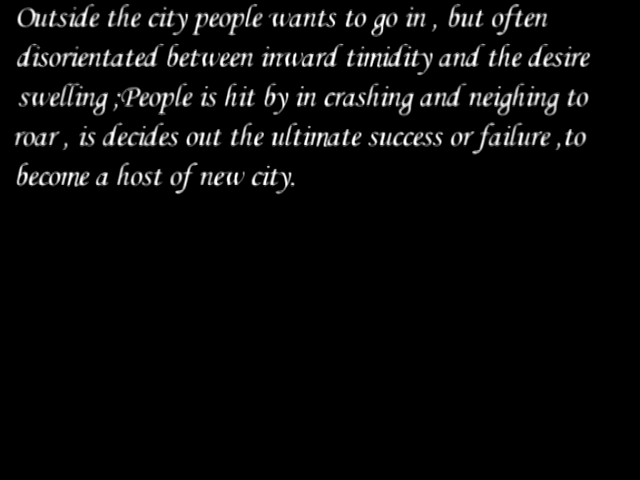 Outside the city people wants to go in , but often
disorientated between inward timidity and the desire
swelling ;People is hit by in crashing and neighing to
roar , is decides out the ultimate success or failure ,to
become a host of new city.